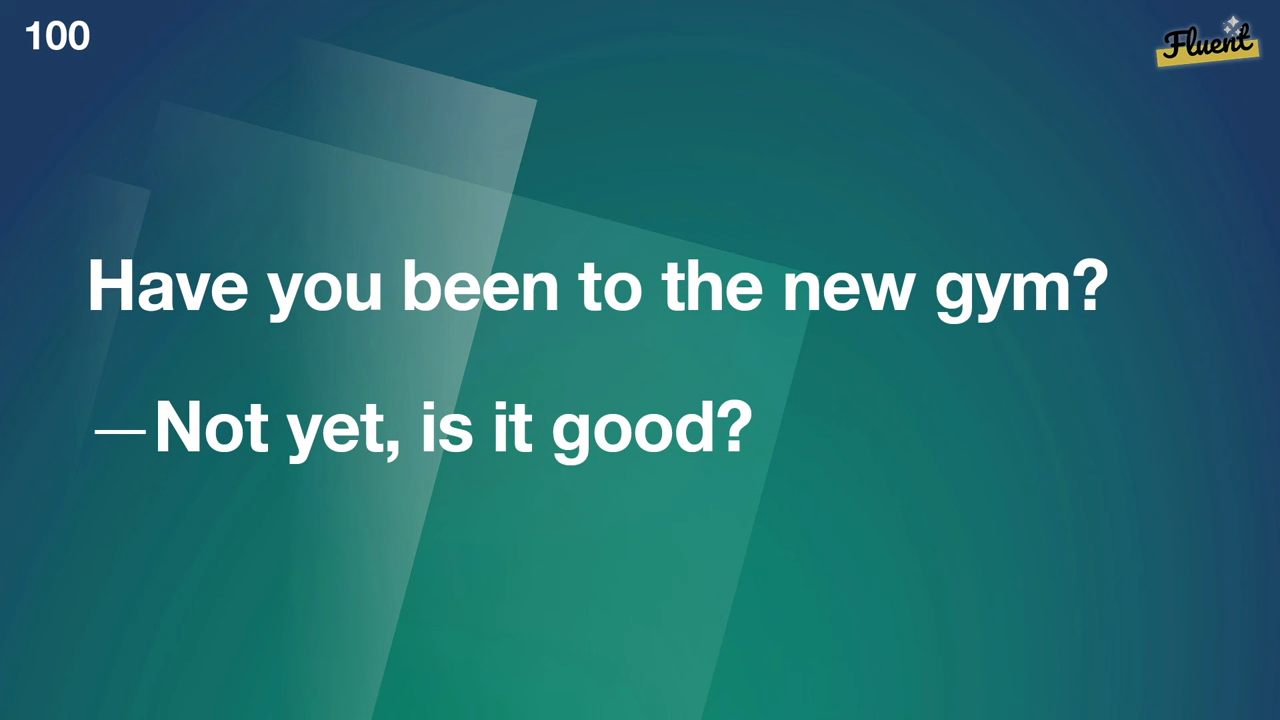 100
Fluent
Have you been to the new gym?
—Not yet, is it good?